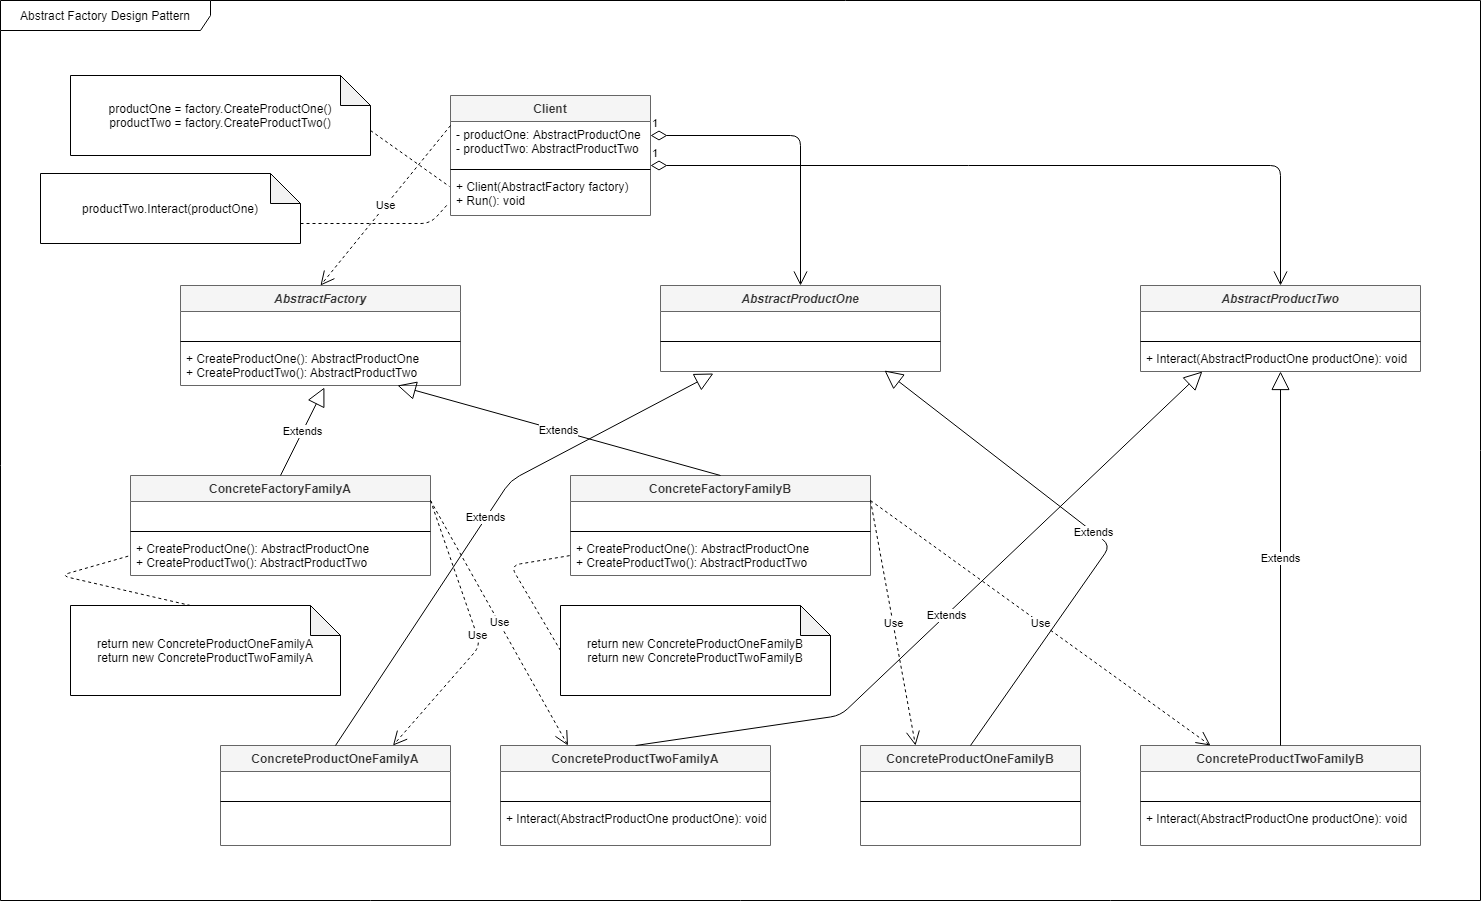 Abstract Factory Design Pattern
productOne = factory.CreateProductOne()
productTwo = factory.CreateProductTwo()
Client
- productOne: AbstractProductOne
- productTwo: AbstractProductTwo
1
1
+ Client(AbstractFactory factory)
+ Run(): void
productTwo.Interact(productOne)
Use
AbstractFactory
+ CreateProductOne(): AbstractProductOne
+ CreateProductTwo(): AbstractProductTwo
AbstractProductOne
AbstractProductTwo
+ Interact(AbstractProductOne productOne): void
Extends
Extends
ConcreteFactoryFamilyA
+ CreateProductOne(): AbstractProductOne
+ CreateProductTwo(): AbstractProductTwo
Extends
ConcreteFactoryFamilyB
+ CreateProductOne(): AbstractProductOne
+ CreateProductTwo(): AbstractProductTwo
Extends
Extends
return new ConcreteProductOneFamilyA
return new ConcreteProductTwoFamilyA
Use
Use
return new ConcreteProductOneFamilyB
return new ConcreteProductTwoFamilyB
Use
Extends
Use
ConcreteProductOneFamilyA
ConcreteProductTwoFamilyA
+ Interact(AbstractProductOne productOne): void
ConcreteProductOneFamilyB
ConcreteProductTwoFamilyB
+ Interact(AbstractProductOne productOne): void